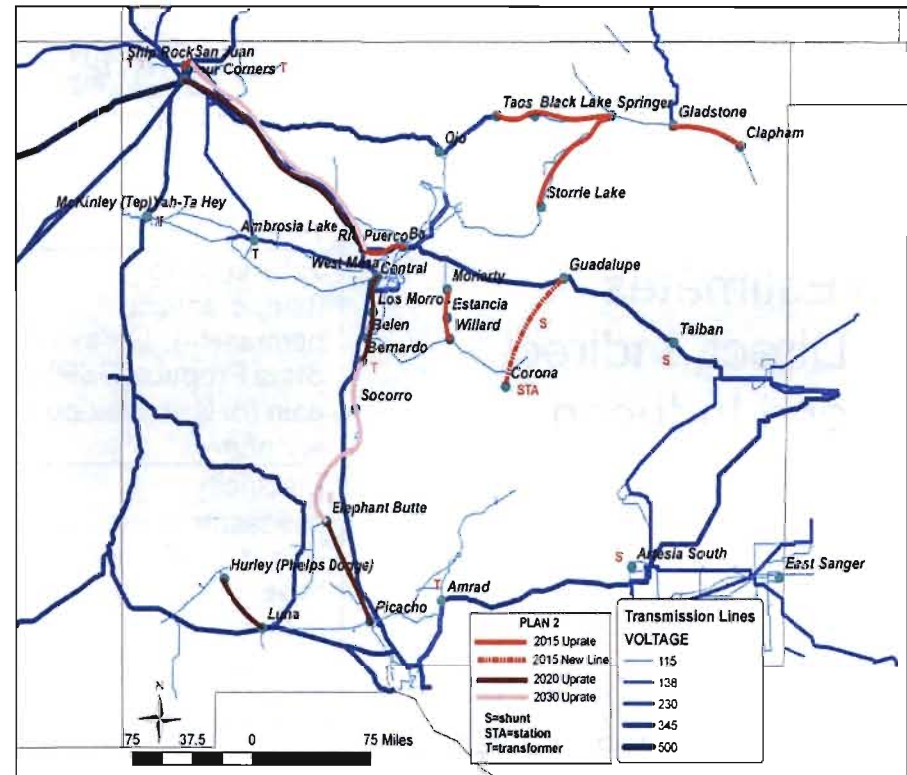 Ship Rock San Juan
T
Four Corners T
Taos Black Lake Springer
Gladstone
Clapham
Ojo
Storrie Lake
McKinley (Tep) Yah-Ta Hey
Ambrosia Lake
T
Rio Puerco Ba
West Mesa Central
Moriarty
Guadalupe
Los Morro
Estancia
Belen
Willard
S
Bernardo
T
Taiban
S
Corona
STA
Socorro
Elephant Butte
Hurley (Phelps Dodge)
S
Artesia South
East Sanger
T Amrad
Luna
Picacho
PLAN 2
2015 Uprate
2015 New Line
2020 Uprate
2030 Uprate
S=shunt
STA=station
T=transformer
Transmission Lines
VOLTAGE
115
138
230
345
500
N
75 37.5 0 75 Miles